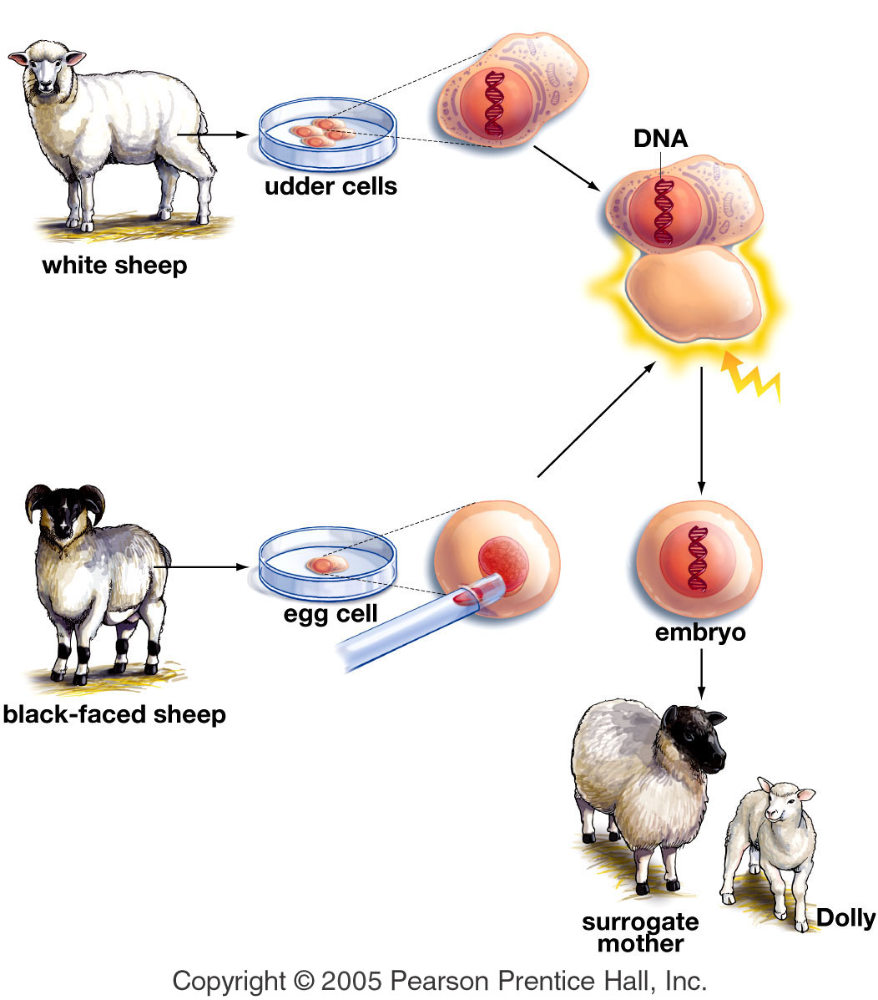 DNA
udder cells
white sheep
egg cell
embryo
black-faced sheep
surrogate
mother
Dolly
Copyright © 2005 Pearson Prentice Hall, Inc.